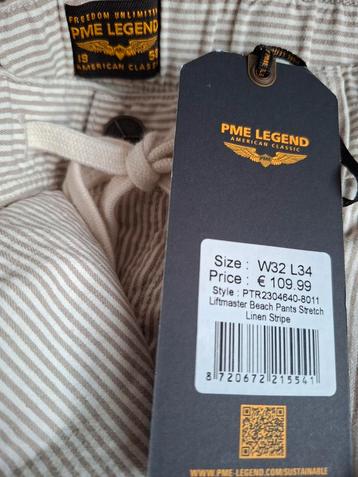 FREEDOM UNLIMITED
PME LEGEND
19 58
AMERICAN CLASSIC
PME LEGEND
AMERICAN CLASSIC
Size : W32 L34
Price : € 109.99
Style : PTR2304640-8011
Liftmaster Beach Pants Stretch
Linen Stripe
8 720672 215541
WWW.PME-LEGEND.COM/SUSTAINABLE